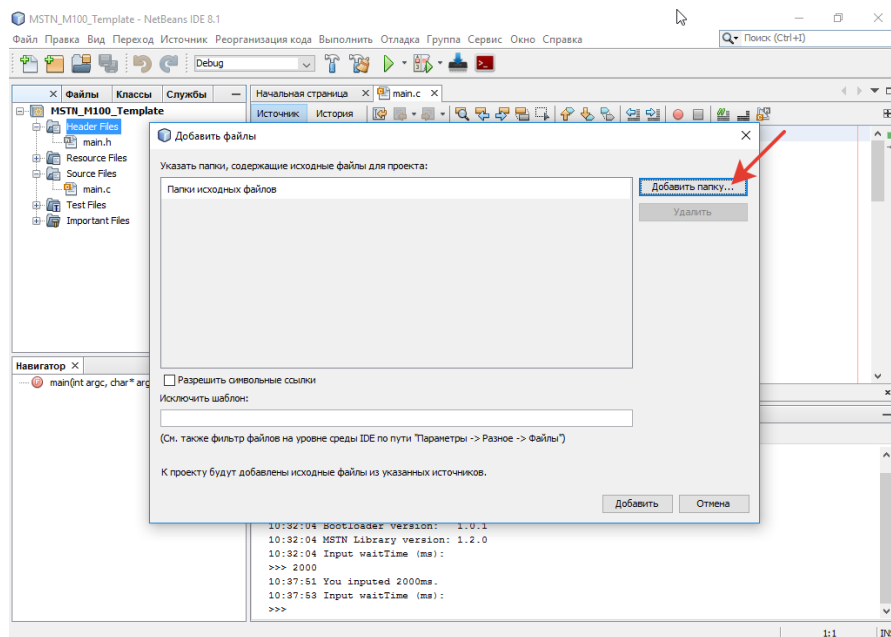 MSTN_M100_Template - NetBeans IDE 8.1
Файл Правка Вид Переход Источник Реорганизация кода Выполнить Отладка Группа Сервис Окно Справка
Поиск (Ctrl+I)
Debug
Файлы Классы Службы
Начальная страница main.c
MSTN_M100_Template
Источник История
Header Files
main.h
Resource Files
Source Files
main.c
Test Files
Important Files
Добавить файлы
Указать папки, содержащие исходные файлы для проекта:
Папки исходных файлов
Добавить папку...
Удалить
Навигатор
main(int argc, char* arg
Разрешить символьные ссылки
Исключить шаблон:
(См. также фильтр файлов на уровне среды IDE по пути "Параметры -> Разное -> Файлы")
К проекту будут добавлены исходные файлы из указанных источников.
Добавить Отмена
10:32:04 Bootloader version: 1.0.1
10:32:04 MSTN Library version: 1.2.0
10:32:04 Input waitTime (ms):
>>> 2000
10:37:51 You inputed 2000ms.
10:37:53 Input waitTime (ms):
>>>
1:1 IN